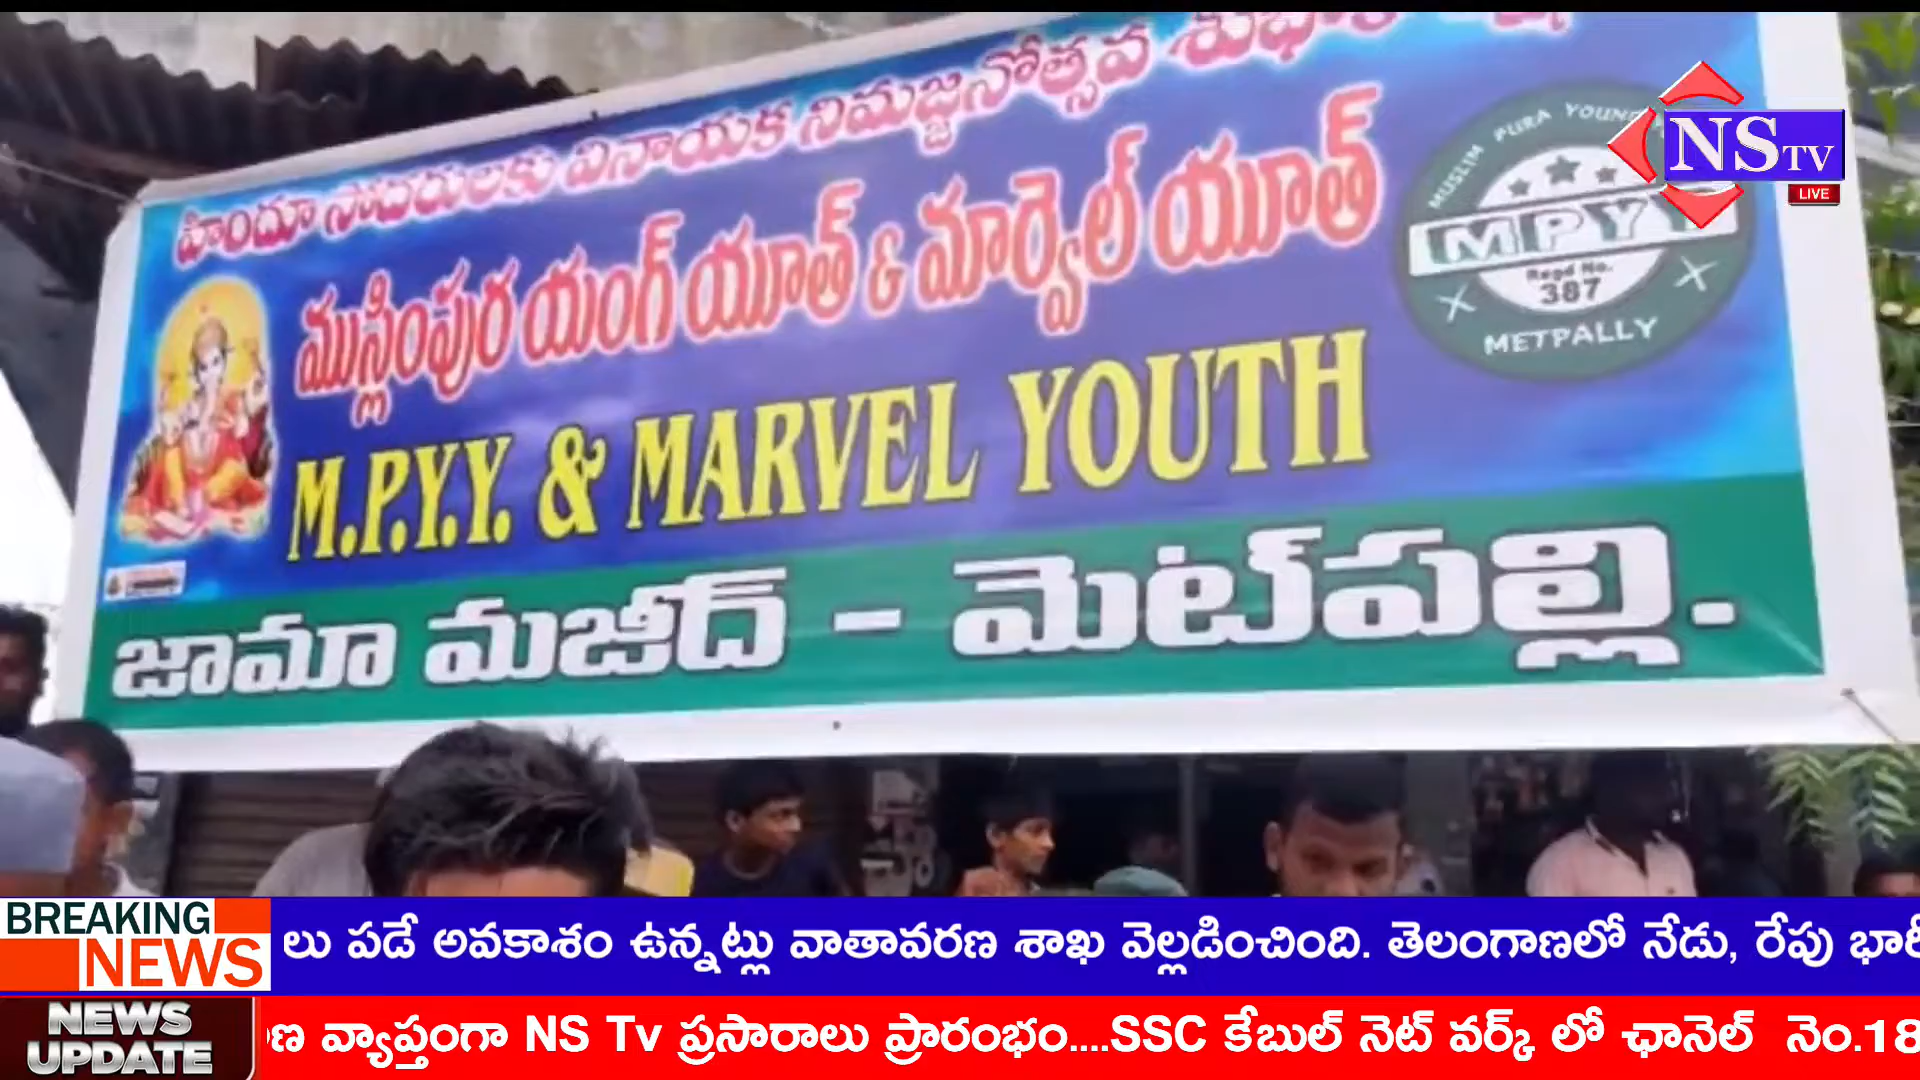 హిందూ సోదరులకు వినాయక నిమజ్జనోత్సవ
ముస్లింపుర యంగ్ యూత్ & మార్వెల్ యూత్
M.P.Y.Y. & MARVEL YOUTH
జామా మజీద్ - మెట్‌పల్లి.
MUSLIM PURA YOUNG
MPY
Regd No.
387
METPALLY
NS TV
LIVE
BREAKING
NEWS
లు పడే అవకాశం ఉన్నట్లు వాతావరణ శాఖ వెల్లడించింది. తెలంగాణలో నేడు, రేపు
NEWS
UPDATE
వ్యాప్తంగా NS Tv ప్రసారాలు ప్రారంభం....SSC కేబుల్ నెట్ వర్క్ లో ఛానెల్ నెం.18